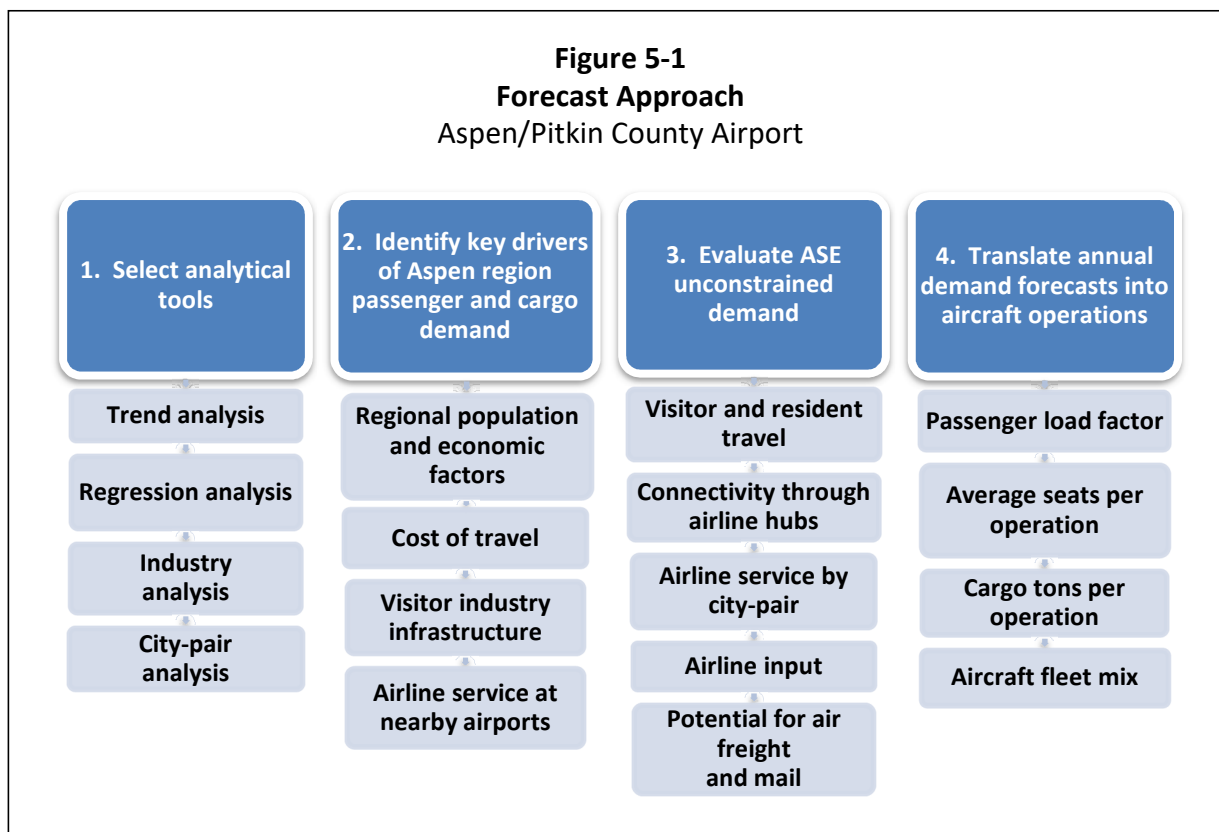 Figure 5-1
Forecast Approach
Aspen/Pitkin County Airport
1. Select analytical
tools
Trend analysis
Regression analysis
Industry
analysis
City-pair
analysis
2. Identify key drivers
of Aspen region
passenger and cargo
demand
Regional population
and economic
factors
Cost of travel
Visitor industry
infrastructure
Airline service at
nearby airports
3. Evaluate ASE
unconstrained
demand
Visitor and resident
travel
Connectivity through
airline hubs
Airline service by
city-pair
Airline input
Potential for air
freight
and mail
4. Translate annual
demand forecasts into
aircraft operations
Passenger load factor
Average seats per
operation
Cargo tons per
operation
Aircraft fleet mix